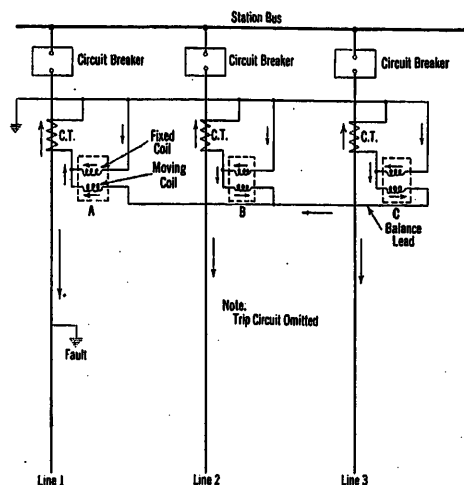 Station Bus
Circuit Breaker
Circuit Breaker
Circuit Breaker
C.T.
C.T.
C.T.
Fixed
Coil
Moving
Coil
A
B
C
Balance
Lead
Note:
Trip Circuit Omitted
Fault
Line 1
Line 2
Line 3